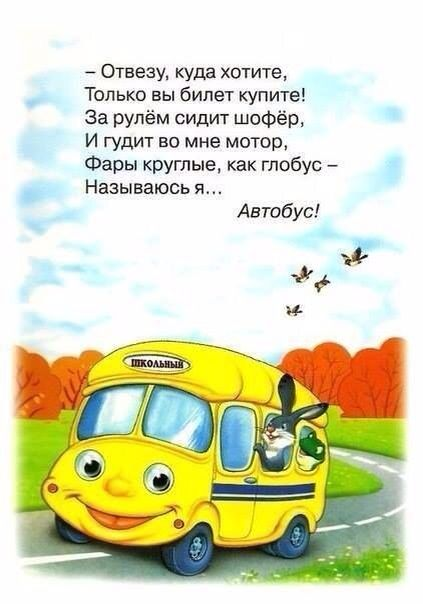 – Отвезу, куда хотите,
Только вы билет купите!
За рулём сидит шофёр,
И гудит во мне мотор,
Фары круглые, как глобус –
Называюсь я...
Автобус!
ШКОЛЬНЫЙ